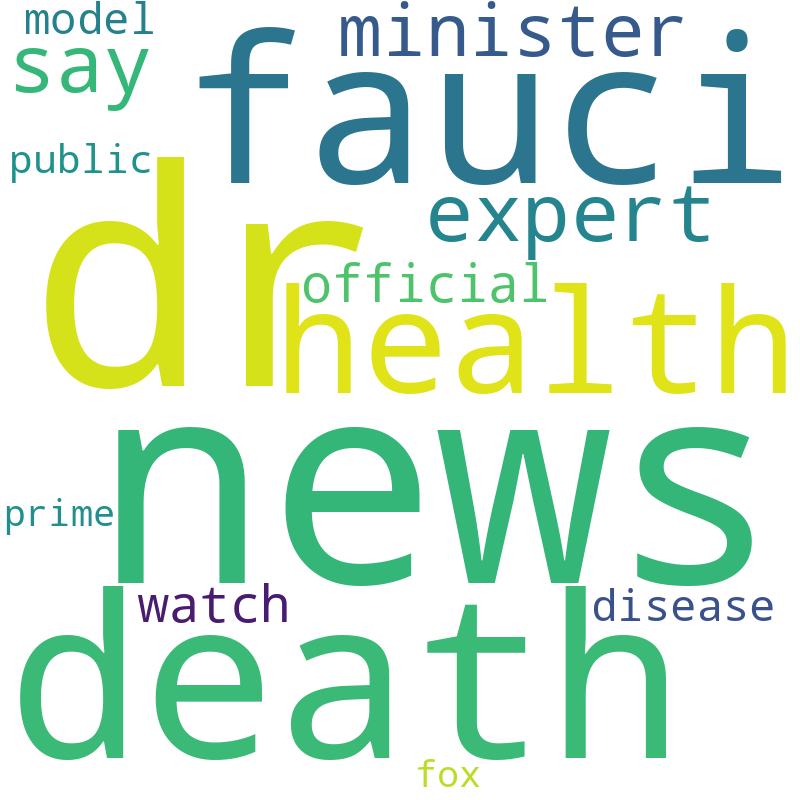 model
minister
say
fauci
public
dr
expert
official
health
news
prime
watch
disease
death
fox